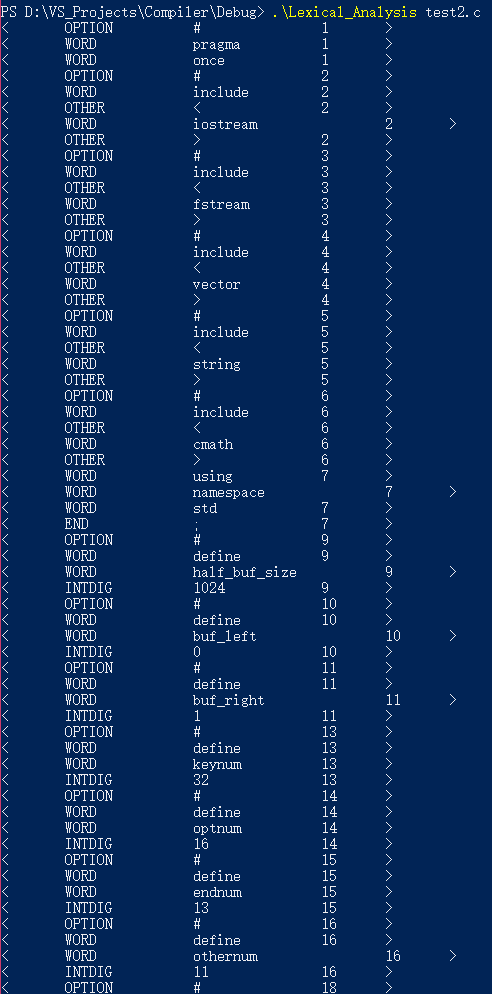 PS D:\VS_Projects\Compiler\Debug> .\Lexical_Analysis test2.c
< OPTION # 1 >
< WORD pragma 1 >
< WORD once 1 >
< OPTION # 2 >
< WORD include 2 >
< OTHER < 2 >
< WORD iostream 2 >
< OTHER > 2 >
< OPTION # 3 >
< WORD include 3 >
< OTHER < 3 >
< WORD fstream 3 >
< OTHER > 3 >
< OPTION # 4 >
< WORD include 4 >
< OTHER < 4 >
< WORD vector 4 >
< OTHER > 4 >
< OPTION # 5 >
< WORD include 5 >
< OTHER < 5 >
< WORD string 5 >
< OTHER > 5 >
< OPTION # 6 >
< WORD include 6 >
< OTHER < 6 >
< WORD cmath 6 >
< OTHER > 6 >
< WORD using 7 >
< WORD namespace 7 >
< WORD std 7 >
< END ; 7 >
< OPTION # 9 >
< WORD define 9 >
< WORD half_buf_size 9 >
< INTDIG 1024 9 >
< OPTION # 10 >
< WORD define 10 >
< WORD buf_left 10 >
< INTDIG 0 10 >
< OPTION # 11 >
< WORD define 11 >
< WORD buf_right 11 >
< INTDIG 1 11 >
< OPTION # 13 >
< WORD define 13 >
< WORD keynum 13 >
< INTDIG 32 13 >
< OPTION # 14 >
< WORD define 14 >
< WORD optnum 14 >
< INTDIG 16 14 >
< OPTION # 15 >
< WORD define 15 >
< WORD endnum 15 >
< INTDIG 13 15 >
< OPTION # 16 >
< WORD define 16 >
< WORD othernum 16 >
< INTDIG 11 16 >
< OPTION # 18 >